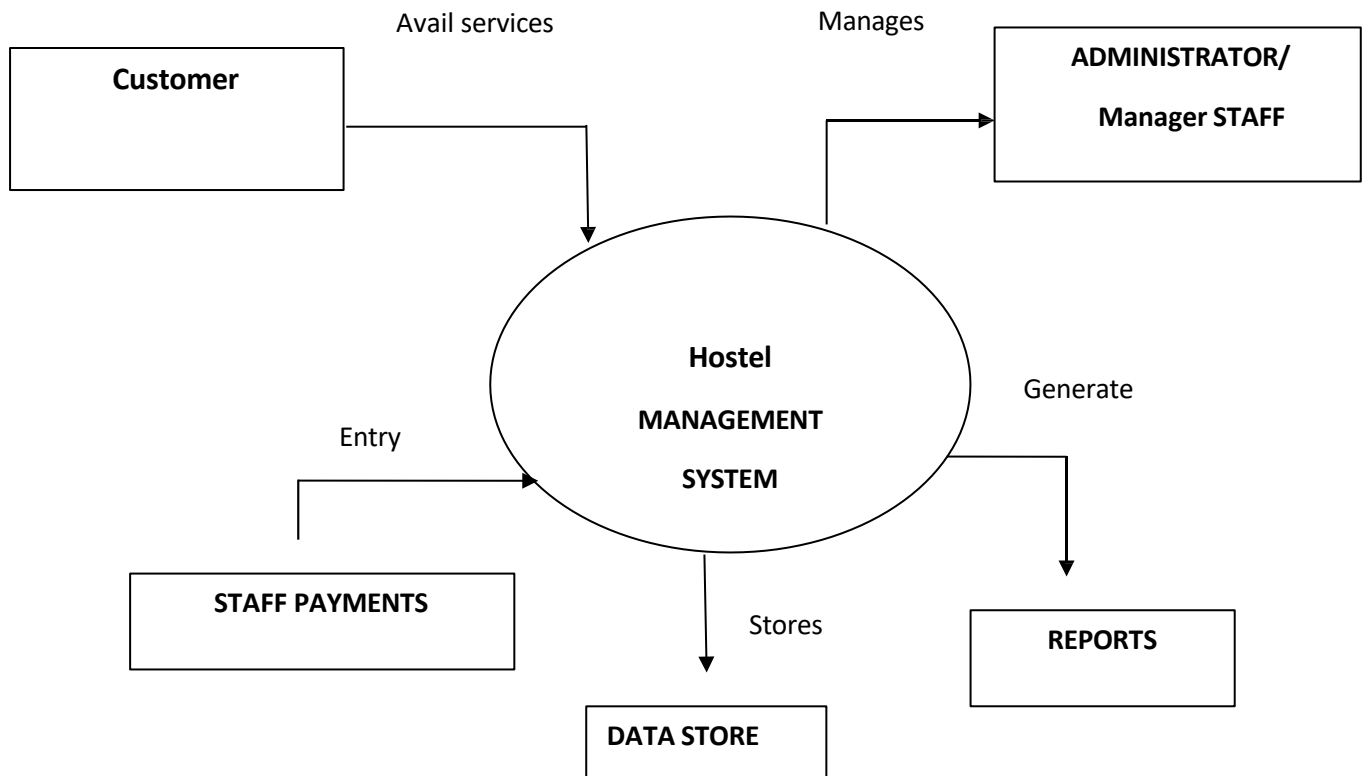 Avail services
Manages
Customer
ADMINISTRATOR/
Manager STAFF
Hostel
MANAGEMENT
SYSTEM
Generate
Entry
STAFF PAYMENTS
Stores
REPORTS
DATA STORE